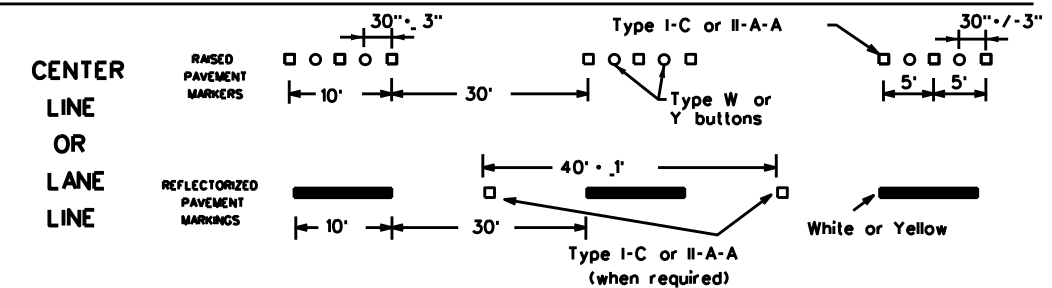 30"·_ 3"
Type I-C or II-A-A
30"·/-3"
CENTER
LINE
OR
LANE
LINE
RAISED
PAVEMENT
MARKERS
10'
30'
Type W or
Y buttons
5'
5'
40' · _1'
REFLECTORIZED
PAVEMENT
MARKINGS
10'
30'
Type I-C or II-A-A
(when required)
White or Yellow